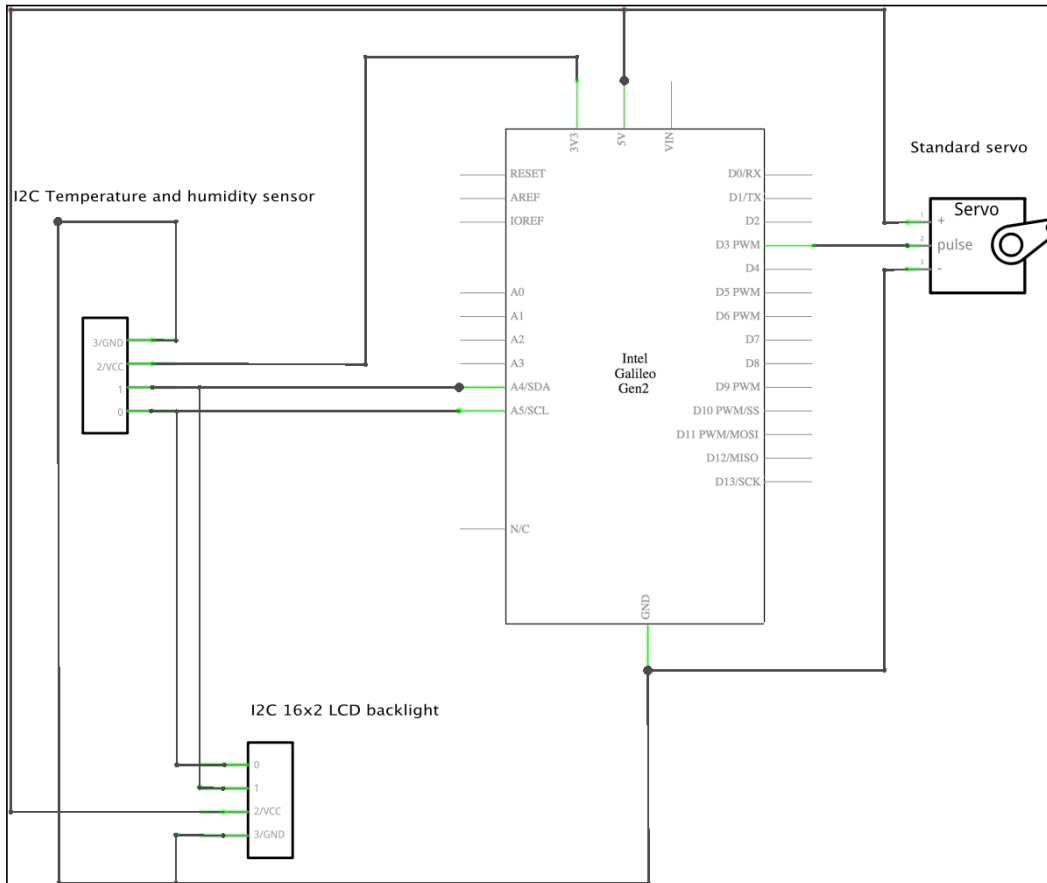 3V3
5V
VIN
Standard servo
RESET
D0/RX
I2C Temperature and humidity sensor
AREF
D1/TX
Servo
IOREF
D2
1
+
D3 PWM
2
pulse
D4
3
-
A0
D5 PWM
A1
D6 PWM
3/GND
A2
D7
2/VCC
A3
D8
Intel
Galileo
Gen2
1
A4/SDA
D9 PWM
0
A5/SCL
D10 PWM/SS
D11 PWM/MOSI
D12/MISO
D13/SCK
N/C
GND
I2C 16x2 LCD backlight
0
1
2/VCC
3/GND